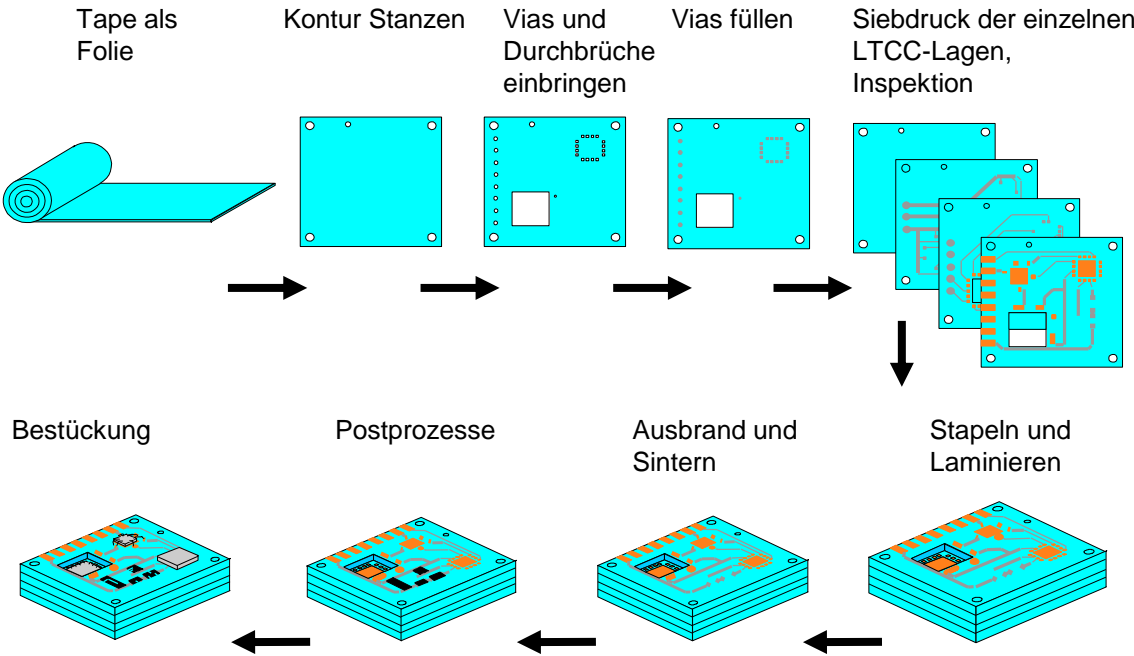 Tape als
Folie
Kontur Stanzen
Vias und
Durchbrüche
einbringen
Vias füllen
Siebdruck der einzelnen
LTCC-Lagen,
Inspektion
Bestückung
Postprozesse
Ausbrand und
Sintern
Stapeln und
Laminieren